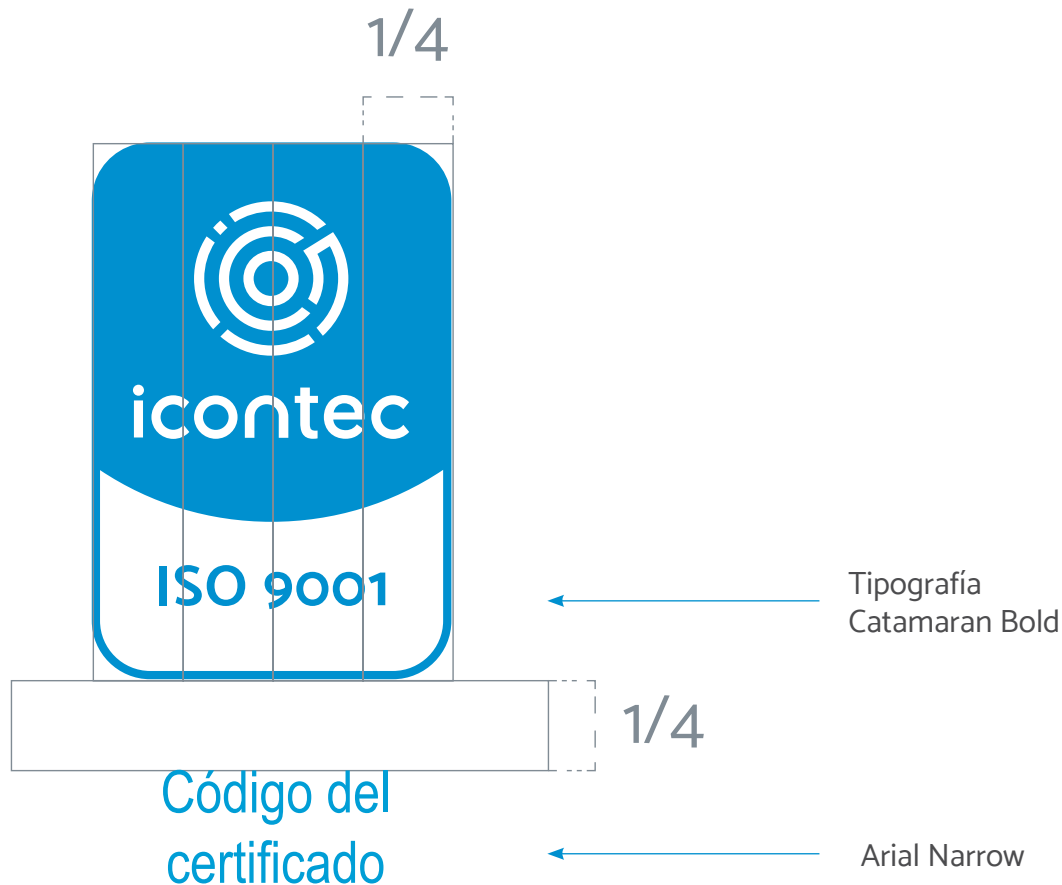 1/4
icontec
ISO 9001
Tipografía
Catamaran Bold
1/4
Código del
certificado
Arial Narrow